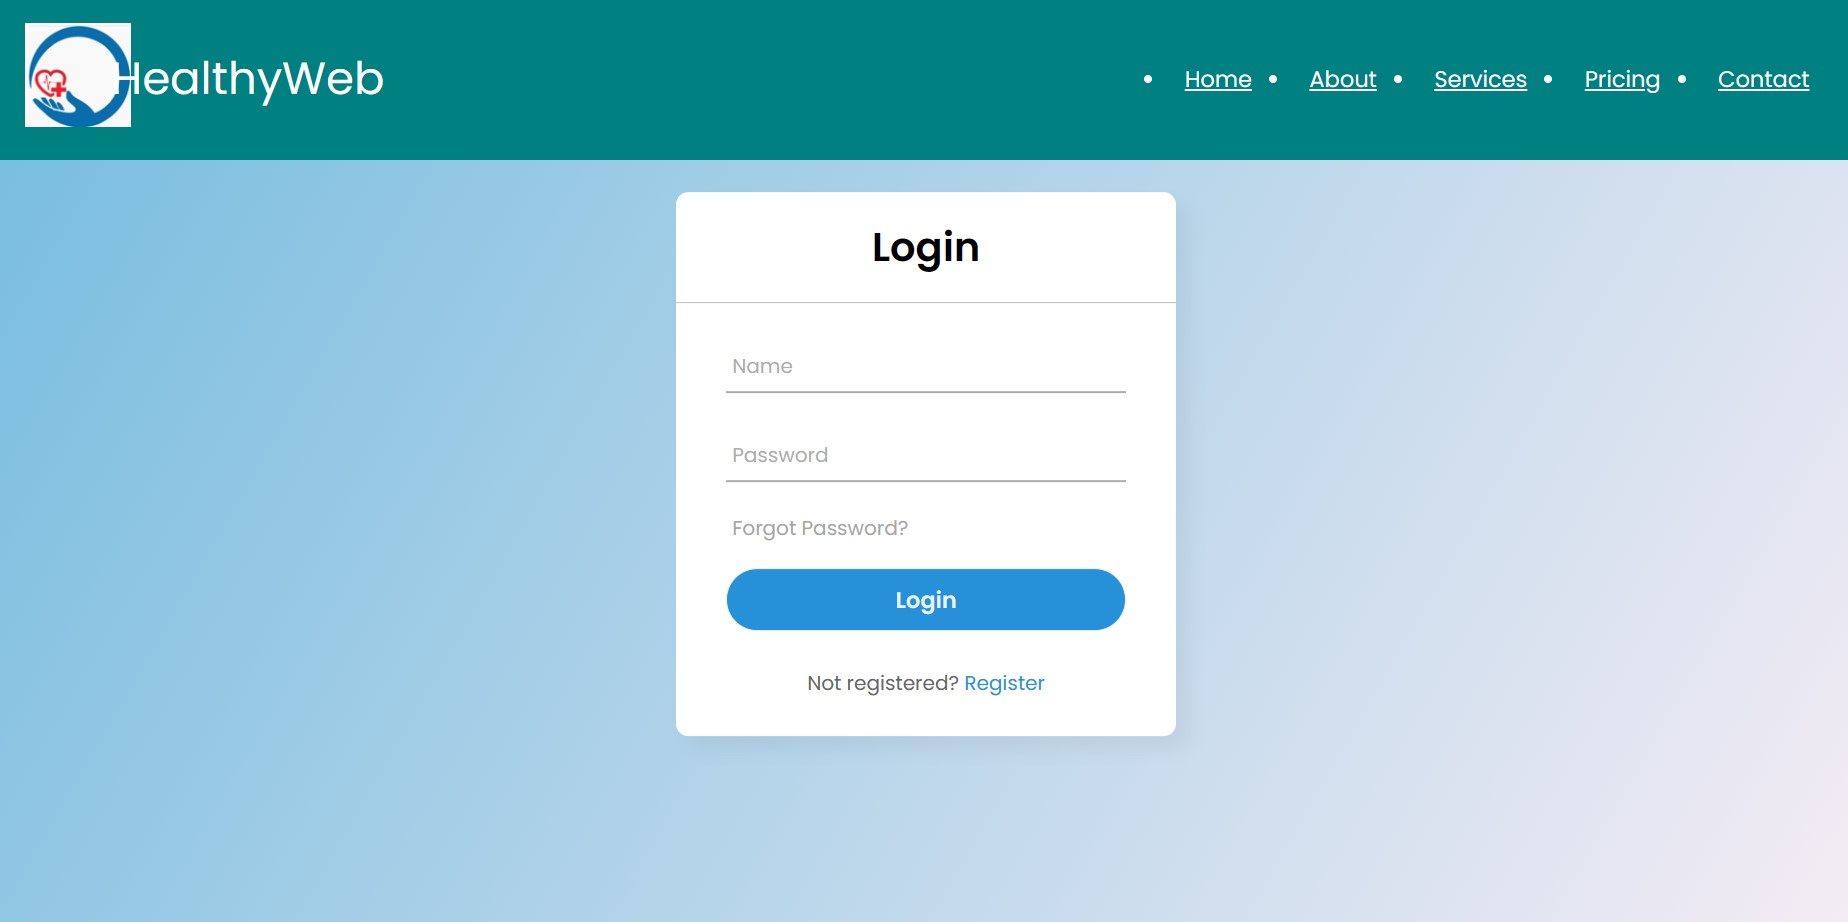 HealthyWeb
• Home • About • Services • Pricing • Contact
Login
Name
Password
Forgot Password?
Login
Not registered? Register